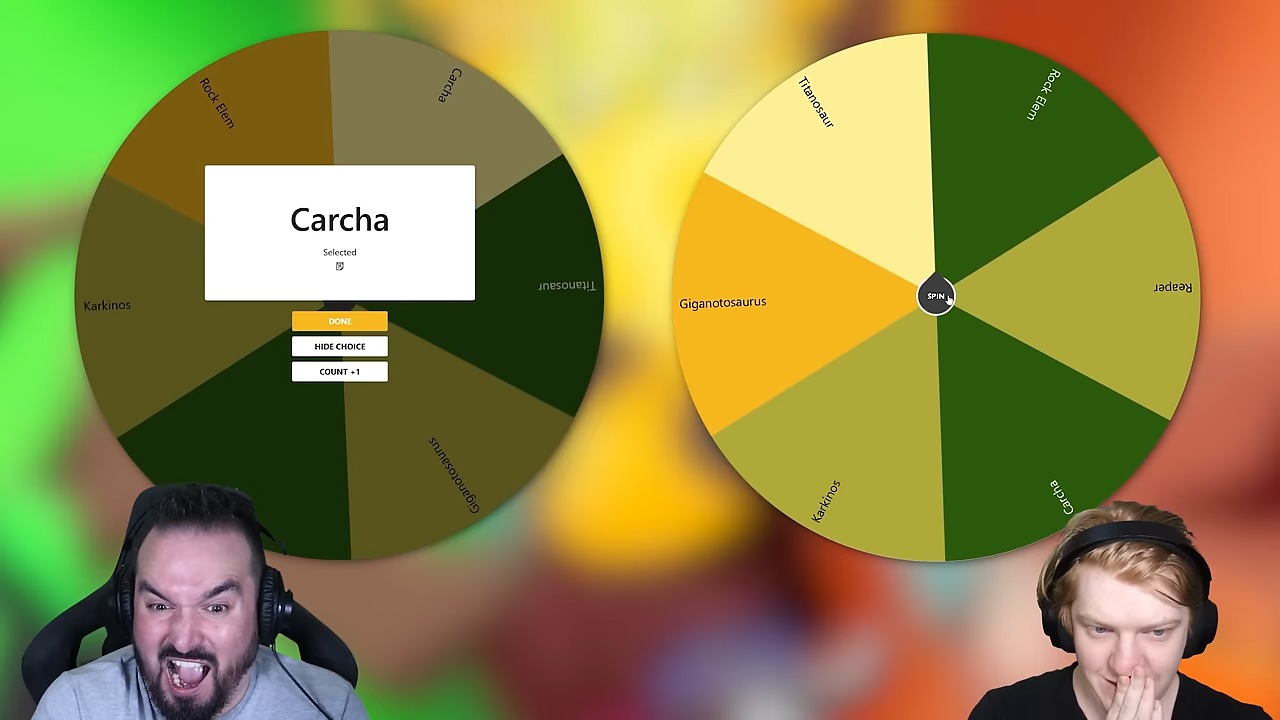 Rock Elem
Carcha
Karkinos
Titanosaur
Giganotosaurus
Carcha
Selected
DONE
HIDE CHOICE
COUNT +1
Titanosaur
Rock Elem
Giganotosaurus
Reaper
Karkinos
Carcha
SPIN